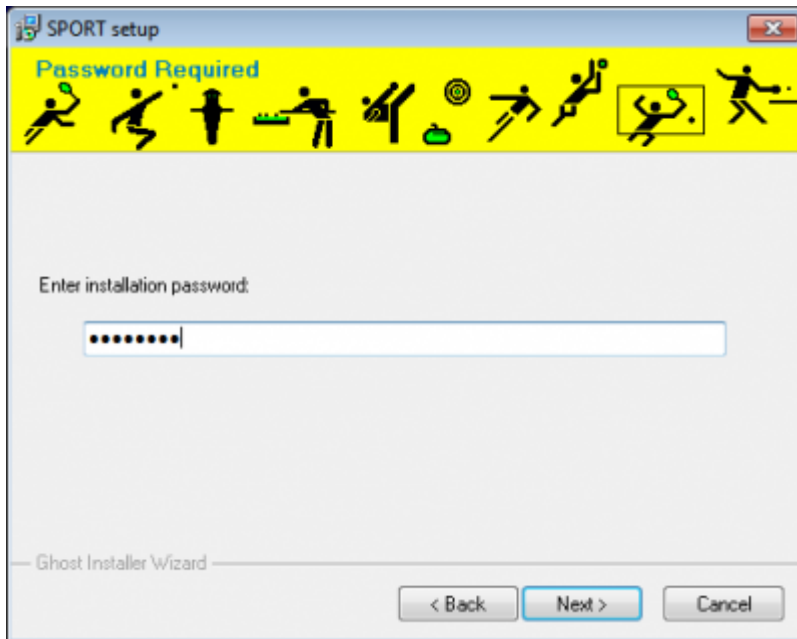 SPORT setup
Password Required
Enter installation password:
••••••••
Ghost Installer Wizard
< Back Next > Cancel